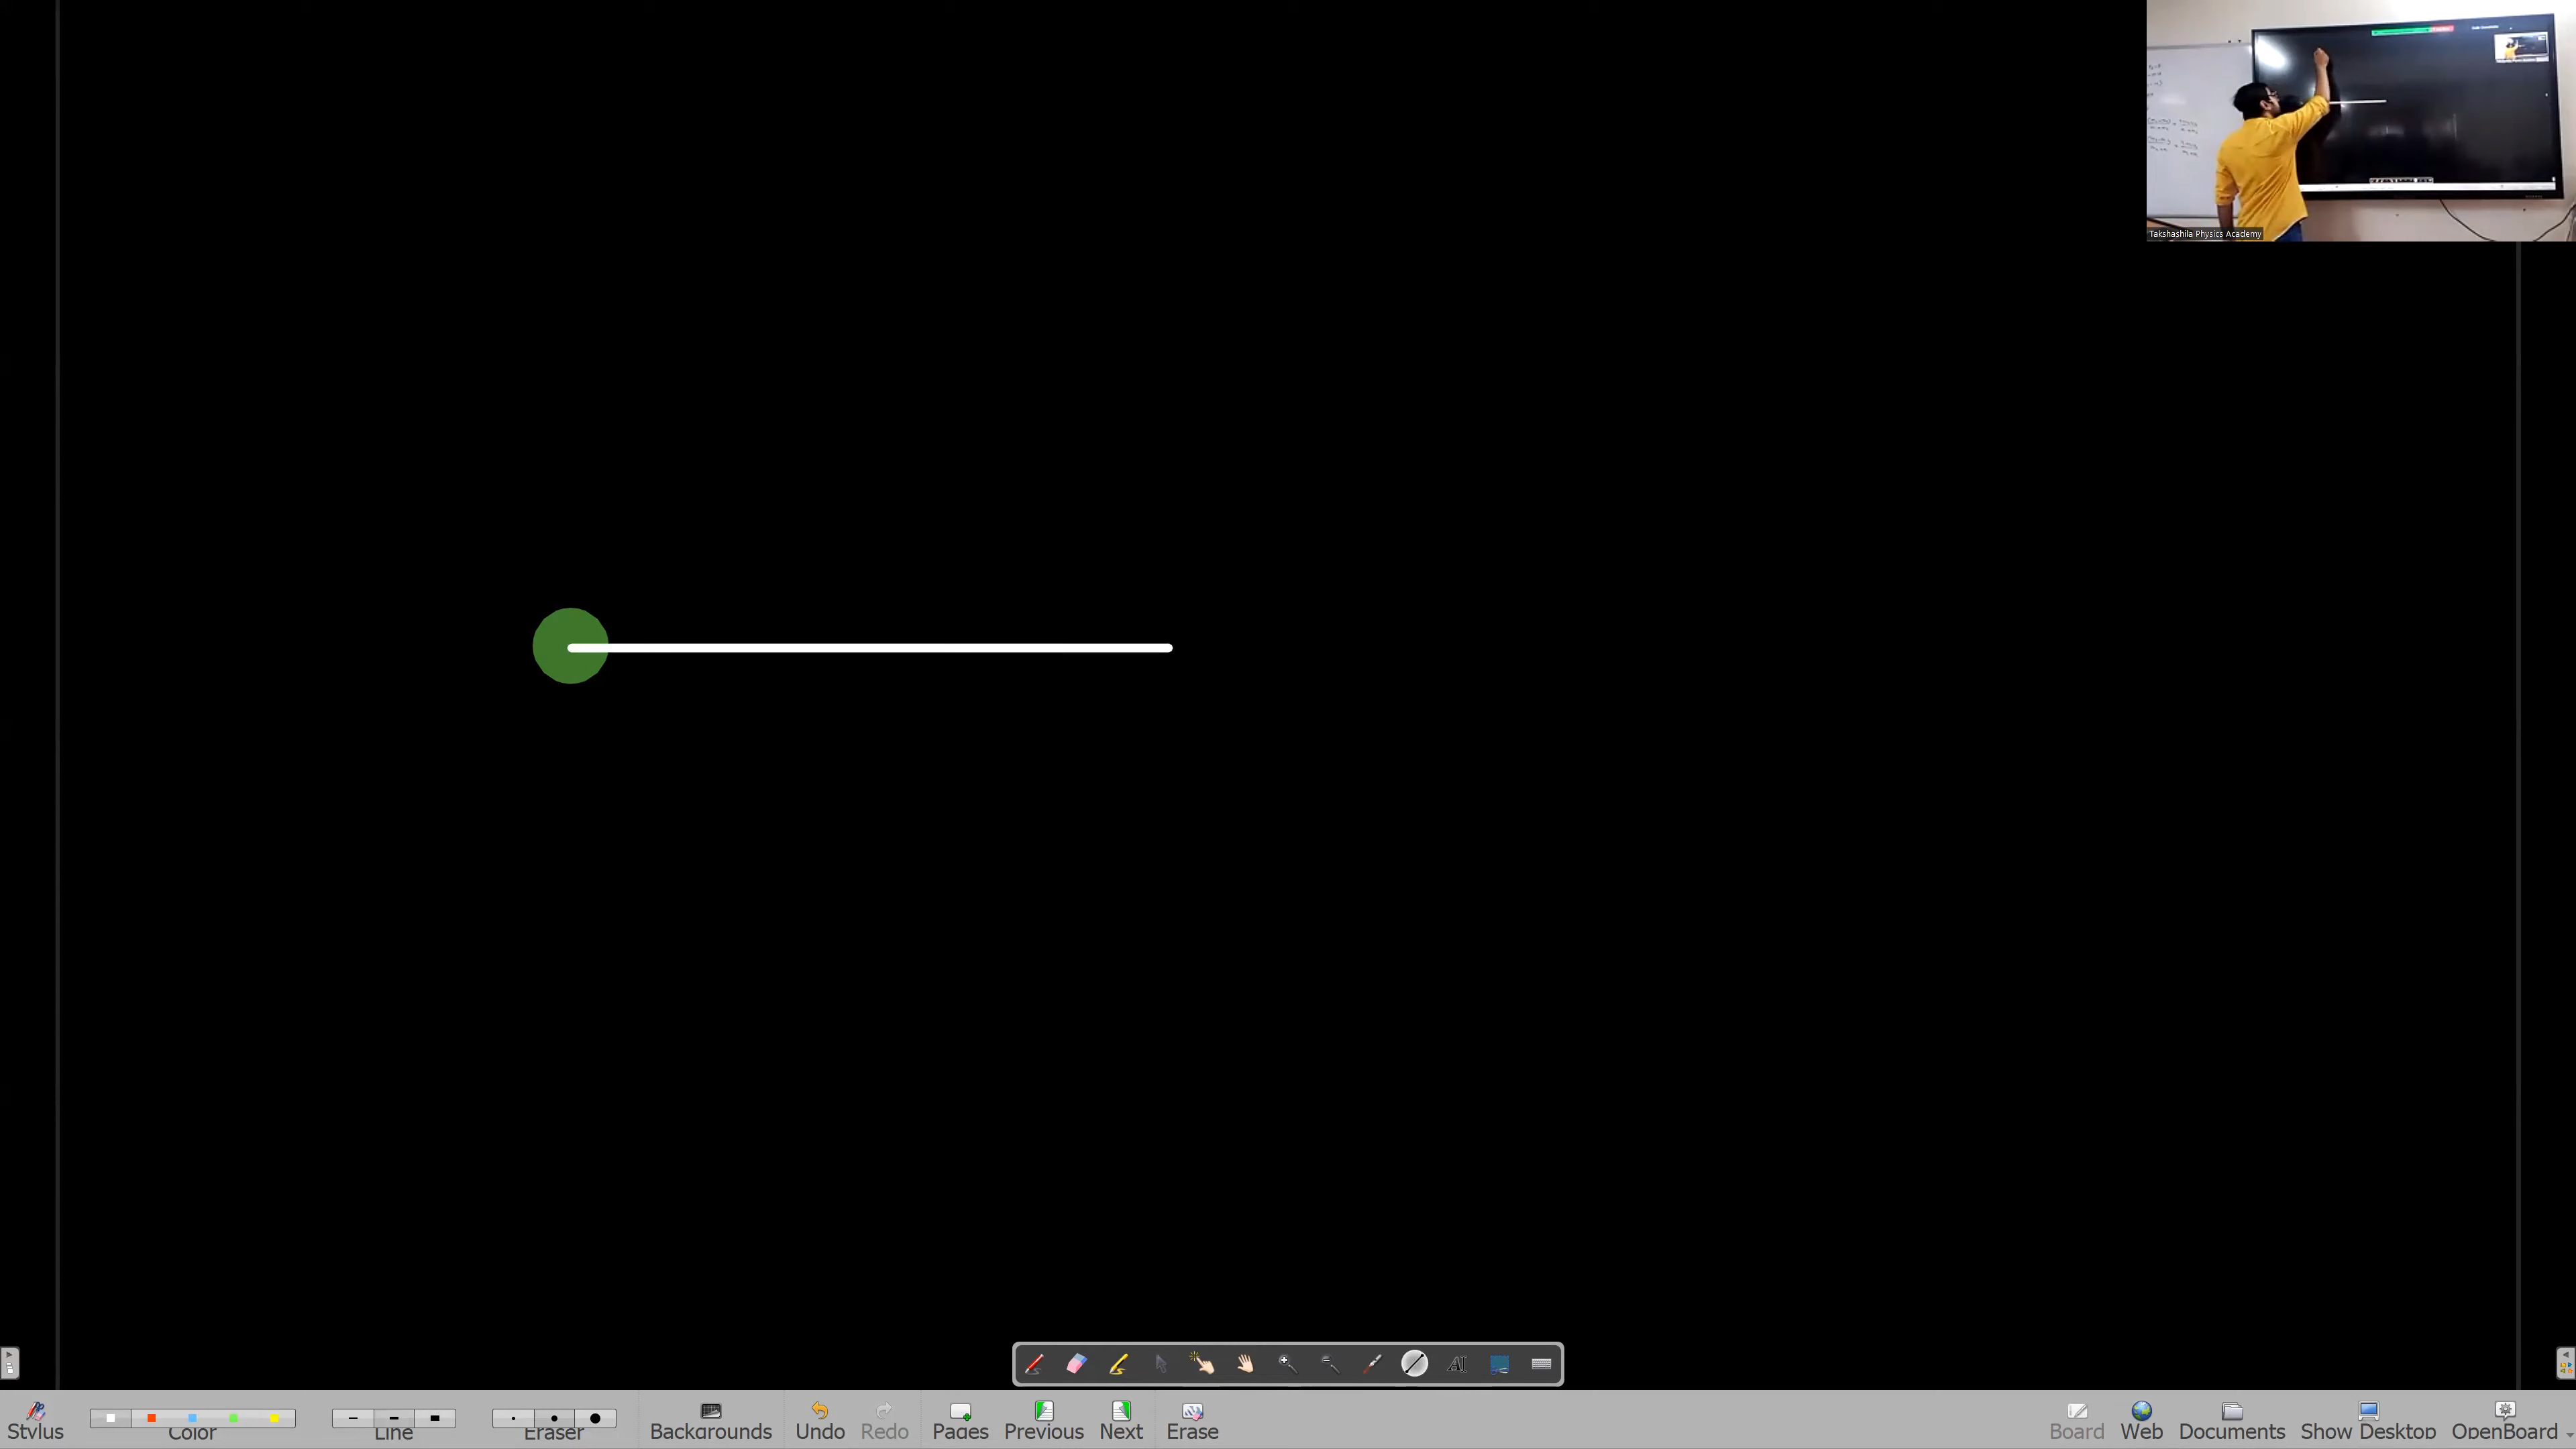 Takshashila Physics Academy
Stylus
Color
Line
Eraser
Backgrounds
Undo
Redo
Pages
Previous
Next
Erase
Board
Web
Documents
Show Desktop
OpenBoard